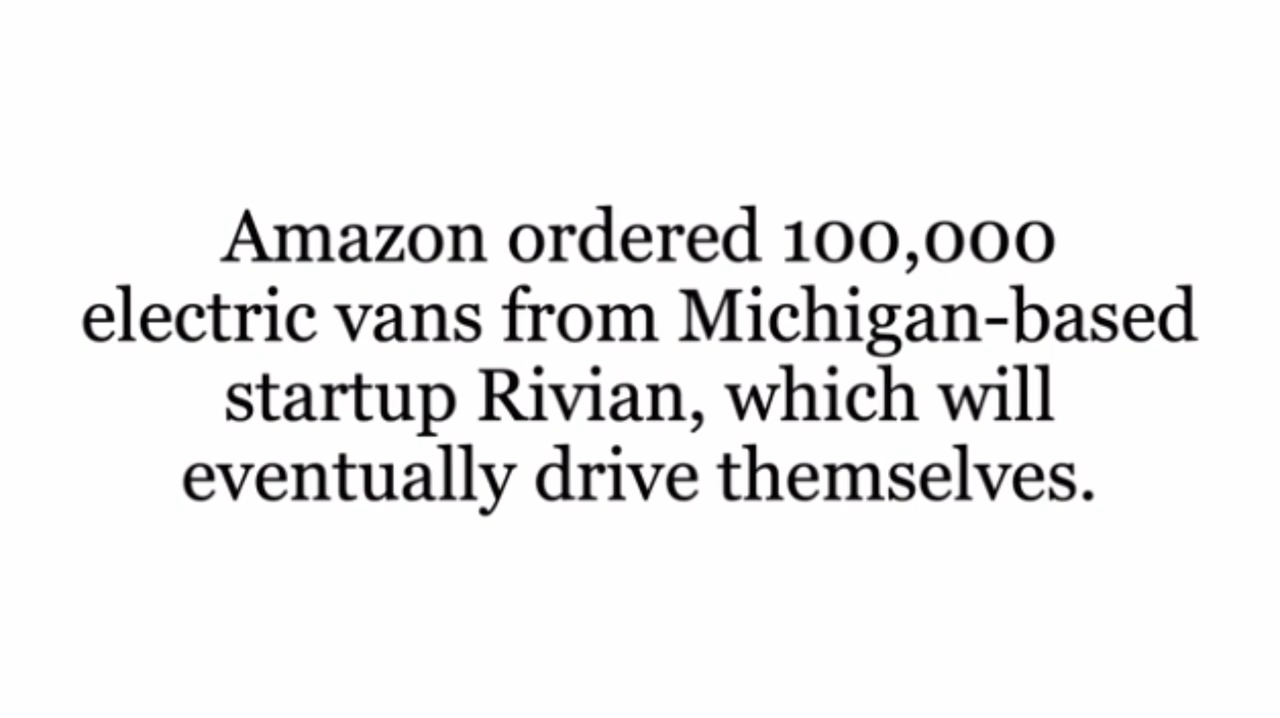 Amazon ordered 100,000
electric vans from Michigan-based
startup Rivian, which will
eventually drive themselves.